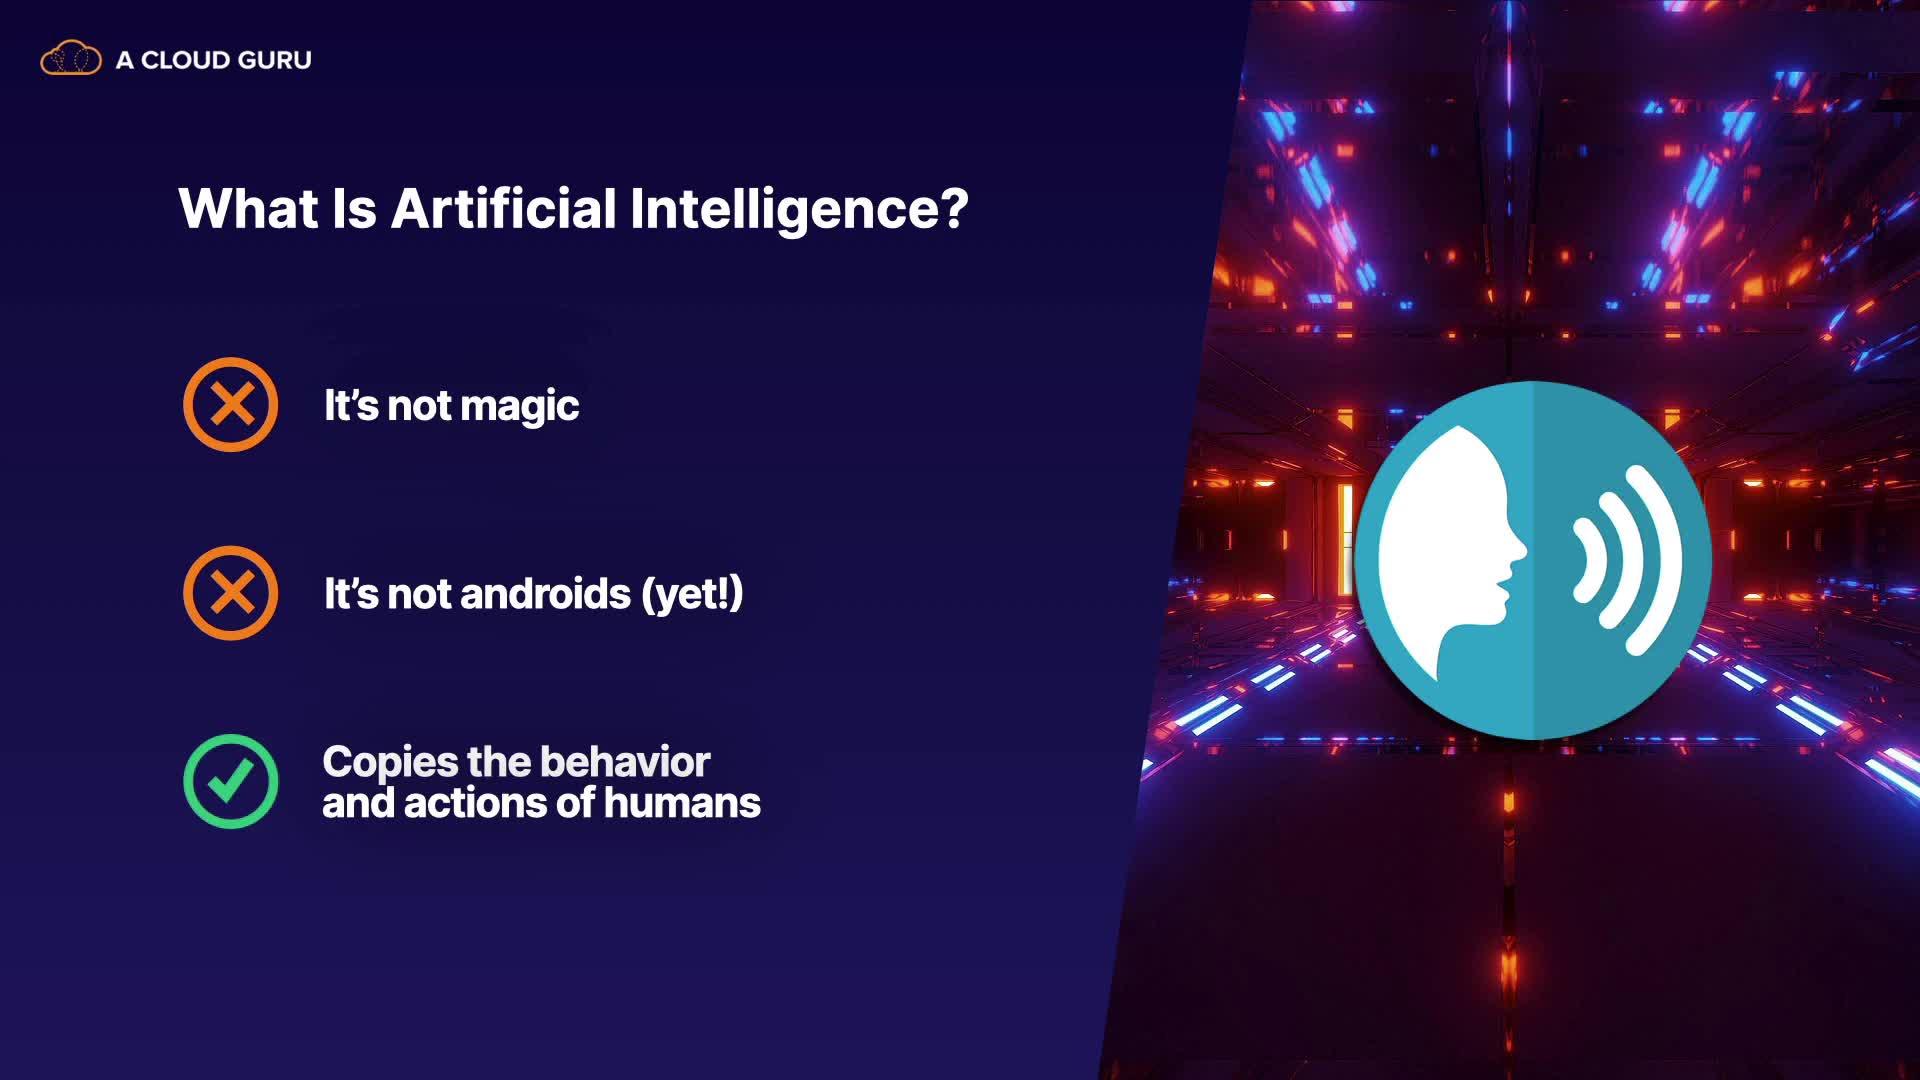 A CLOUD GURU
What Is Artificial Intelligence?
It’s not magic
It’s not androids (yet!)
Copies the behavior
and actions of humans